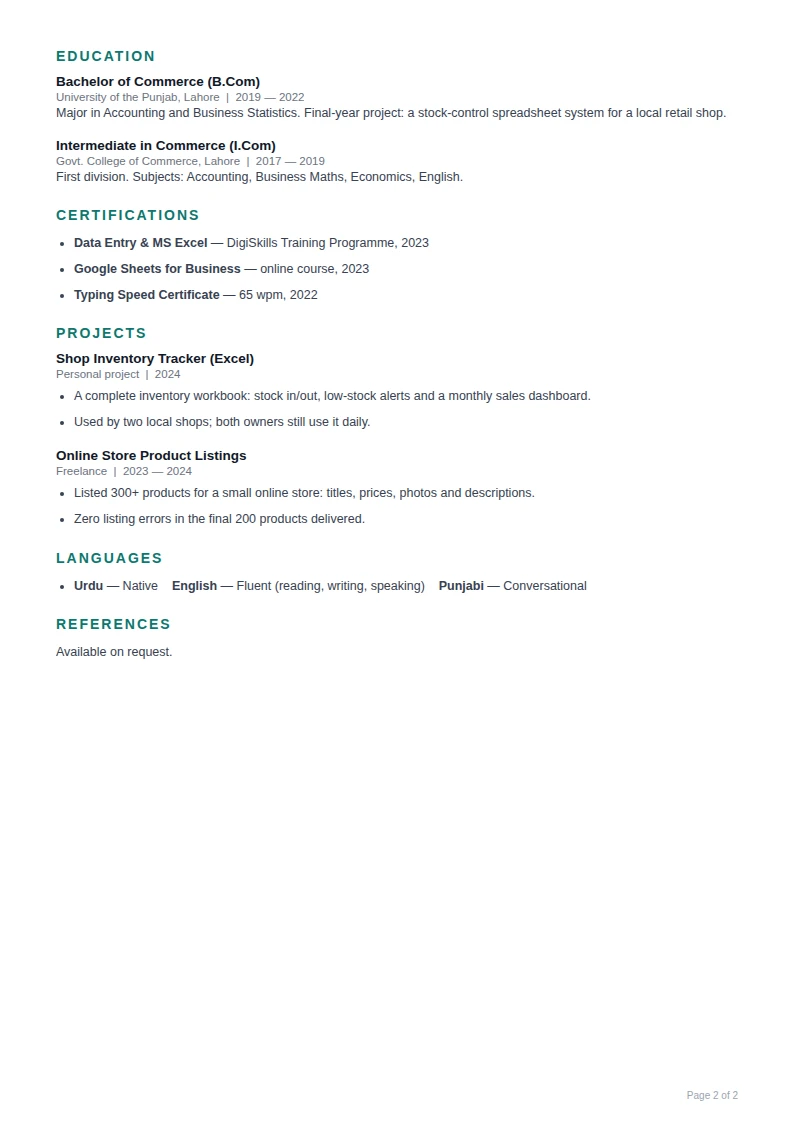 EDUCATION
Bachelor of Commerce (B.Com)
University of the Punjab, Lahore | 2019 — 2022
Major in Accounting and Business Statistics. Final-year project: a stock-control spreadsheet system for a local retail shop.
Intermediate in Commerce (I.Com)
Govt. College of Commerce, Lahore | 2017 — 2019
First division. Subjects: Accounting, Business Maths, Economics, English.
CERTIFICATIONS
• Data Entry & MS Excel — DigiSkills Training Programme, 2023
• Google Sheets for Business — online course, 2023
• Typing Speed Certificate — 65 wpm, 2022
PROJECTS
Shop Inventory Tracker (Excel)
Personal project | 2024
• A complete inventory workbook: stock in/out, low-stock alerts and a monthly sales dashboard.
• Used by two local shops; both owners still use it daily.
Online Store Product Listings
Freelance | 2023 — 2024
• Listed 300+ products for a small online store: titles, prices, photos and descriptions.
• Zero listing errors in the final 200 products delivered.
LANGUAGES
• Urdu — Native English — Fluent (reading, writing, speaking) Punjabi — Conversational
REFERENCES
Available on request.
Page 2 of 2